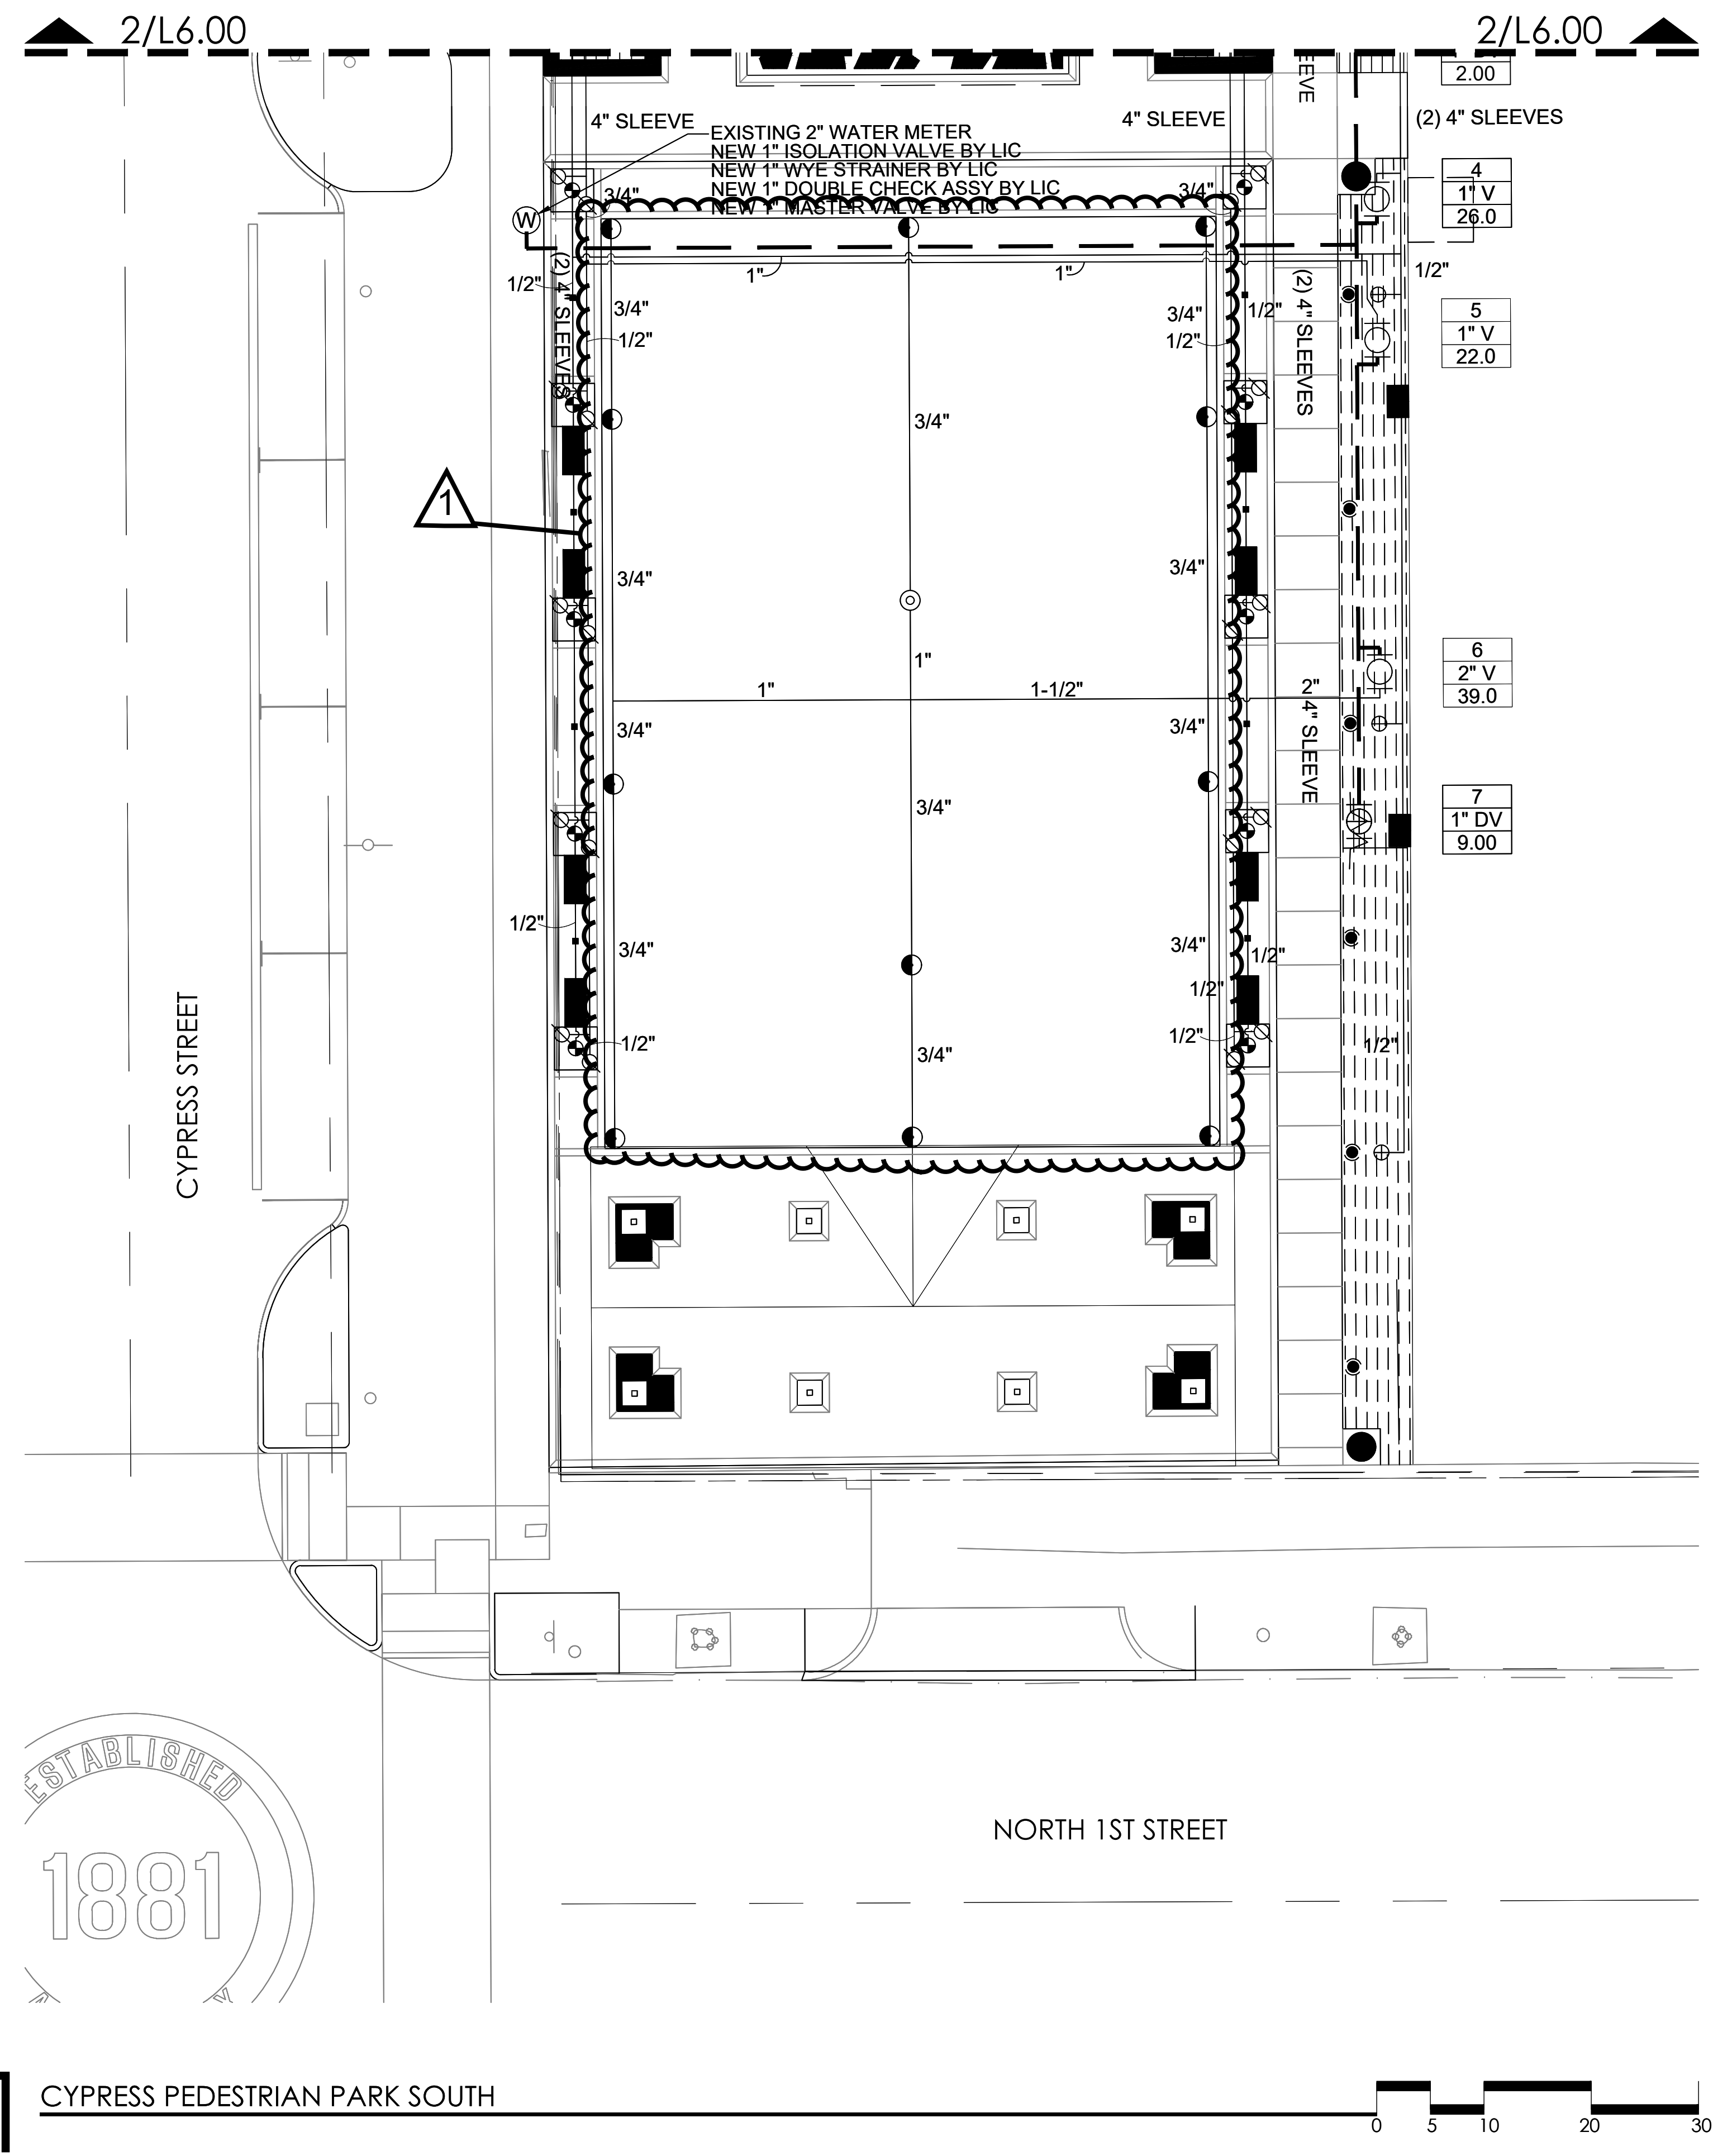 2/L6.00
2/L6.00
2.00
EEVE
4" SLEEVE
4" SLEEVE
(2) 4" SLEEVES
EXISTING 2" WATER METER
NEW 1" ISOLATION VALVE BY LIC
NEW 1" WYE STRAINER BY LIC
NEW 1" DOUBLE CHECK ASSY BY LIC
NEW 1" MASTER VALVE BY LIC
3/4"
3/4"
4
1" V
26.0
W
1"
1"
1/2"
(2) 4" SLEEVES
1/2"
3/4"
3/4"
1/2"
(2) 4" SLEEVES
5
1" V
22.0
1/2"
1/2"
3/4"
1
3/4"
3/4"
1"
1"
1-1/2"
2"
4" SLEEVE
6
2" V
39.0
3/4"
3/4"
3/4"
7
1" DV
9.00
1/2"
3/4"
3/4"
1/2"
1/2"
1/2"
1/2"
3/4"
1/2"
CYPRESS STREET
ESTABLISHED
1881
NORTH 1ST STREET
CYPRESS PEDESTRIAN PARK SOUTH
0 5 10 20 30